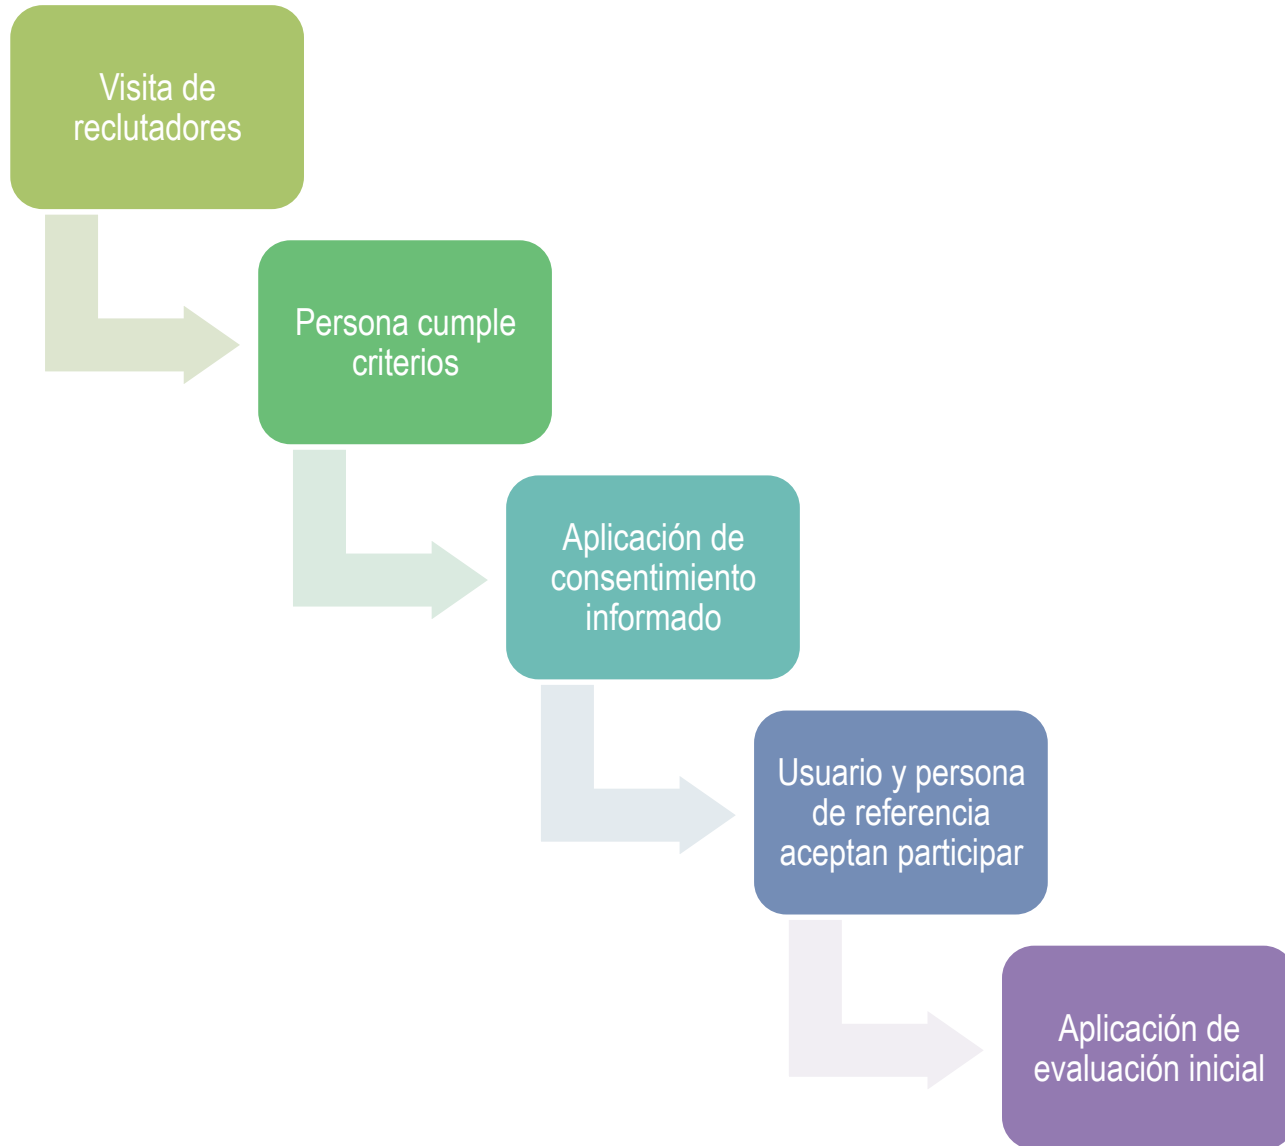 Visita de
reclutadores
Persona cumple
criterios
Aplicación de
consentimiento
informado
Usuario y persona
de referencia
aceptan participar
Aplicación de
evaluación inicial